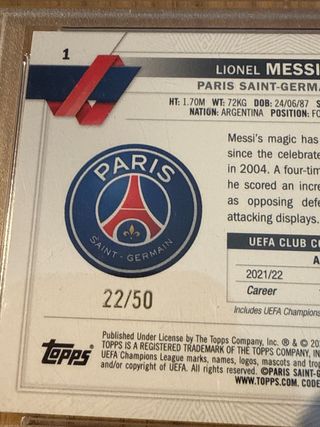 1
LIONEL MESSI
PARIS SAINT-GERMA
HT: 1.70M WT: 72KG DOB: 24/06/87 S
NATION: ARGENTINA POSITION: FO
Messi's magic has
since the celebrate
in 2004. A four-tim
he scored an incre
as opposing defe
attacking displays.
PARIS
SAINT-GERMAIN
22/50
UEFA CLUB CO
A
2021/22
Career
Includes UEFA Champions
Topps
Published Under License by The Topps Company, Inc. ® & © 20
TOPPS IS A REGISTERED TRADEMARK OF THE TOPPS COMPANY, IN
UEFA Champions League marks, names, logos, mascots and trop
and/or copyright of UEFA. All rights reserved.
©PARIS SAINT-G
WWW.TOPPS.COM. CODE